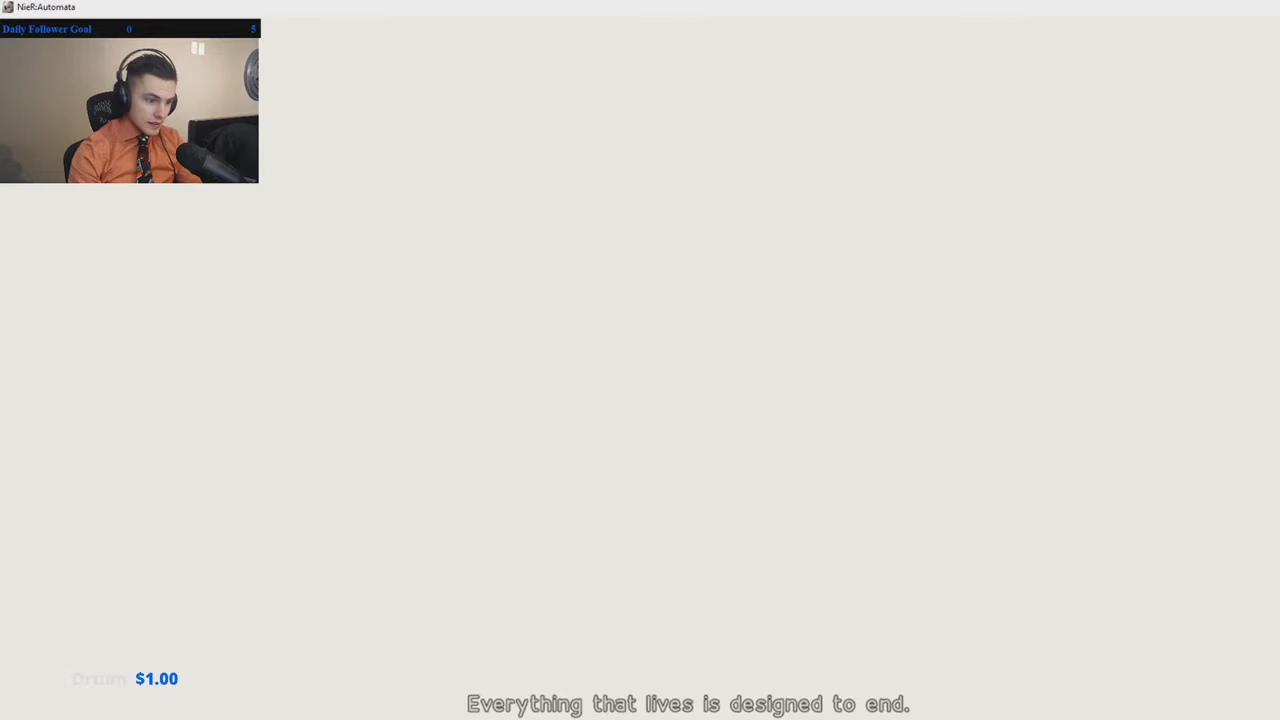 NieR:Automata
Daily Follower Goal 0 5
$1.00
Everything that lives is designed to end.